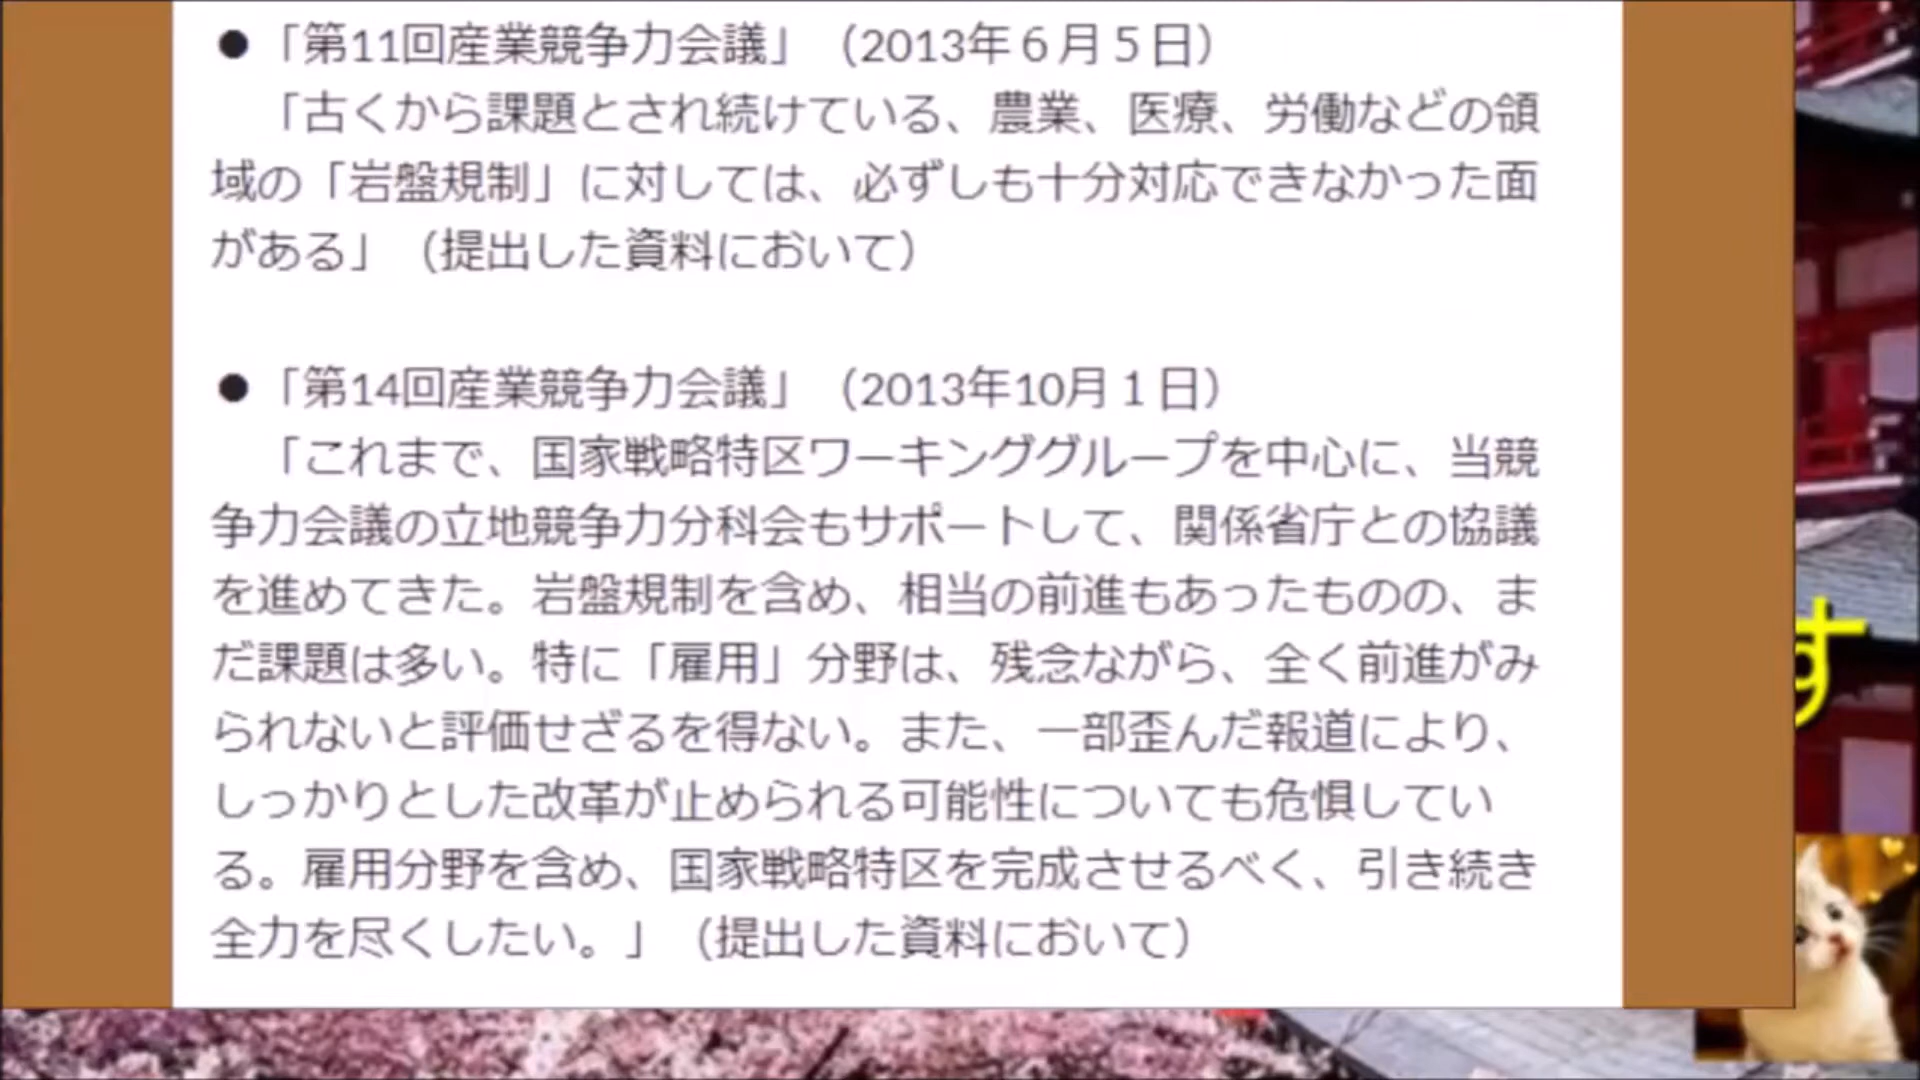 ●「第11回産業競争力会議」（2013年６月５日）
「古くから課題とされ続けている、農業、医療、労働などの領
域の「岩盤規制」に対しては、必ずしも十分対応できなかった面
がある」（提出した資料において）
●「第14回産業競争力会議」（2013年10月１日）
「これまで、国家戦略特区ワーキンググループを中心に、当競
争力会議の立地競争力分科会もサポートして、関係省庁との協議
を進めてきた。岩盤規制を含め、相当の前進もあったものの、ま
だ課題は多い。特に「雇用」分野は、残念ながら、全く前進がみ
られないと評価せざるを得ない。また、一部歪んだ報道により、
しっかりとした改革が止められる可能性についても危惧してい
る。雇用分野を含め、国家戦略特区を完成させるべく、引き続き
全力を尽くしたい。」（提出した資料において）
す